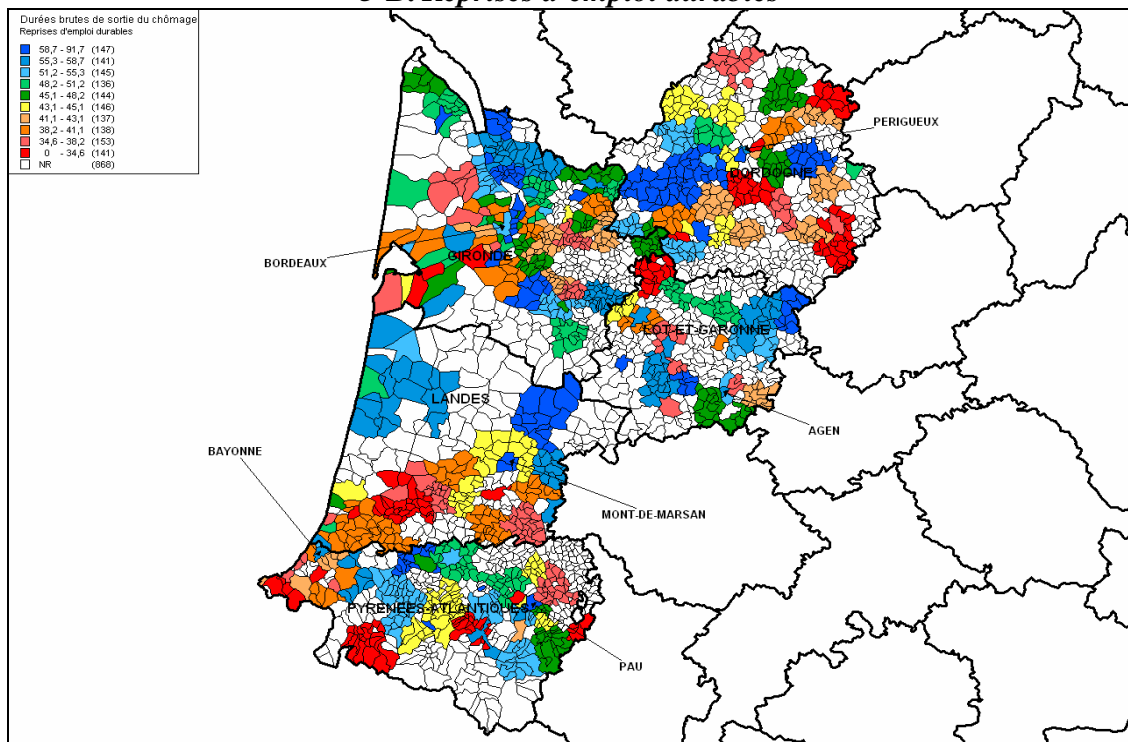 3-B. Reprises d'emploi durables
Durées brutes de sortie du chômage
Reprises d'emploi durables
58,7 - 91,7 (147)
55,3 - 58,7 (141)
51,2 - 55,3 (145)
48,2 - 51,2 (136)
45,1 - 48,2 (144)
43,1 - 45,1 (146)
41,1 - 43,1 (137)
38,2 - 41,1 (138)
34,6 - 38,2 (153)
0 - 34,6 (141)
NR (868)
PERIGUEUX
DORDOGNE
BORDEAUX
GIRONDE
LOT-ET-GARONNE
LANDES
AGEN
BAYONNE
MONT-DE-MARSAN
PYRENEES-ATLANTIQUES
PAU